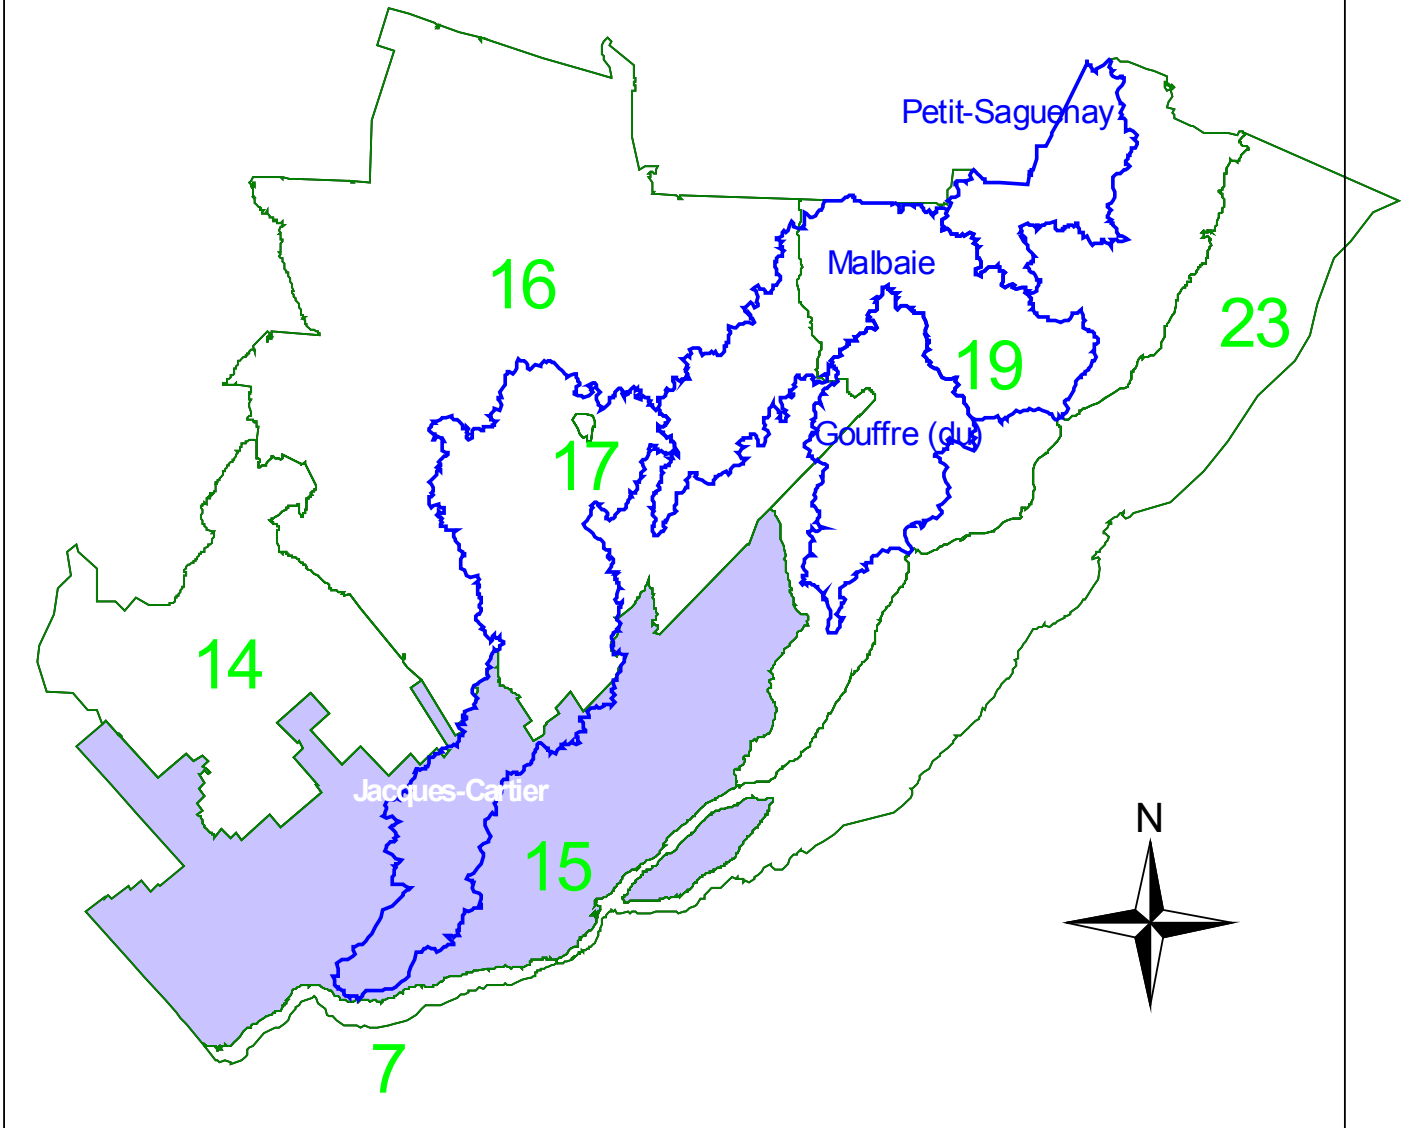 Petit-Saguenay
Malbaie
16
23
19
Gouffre (du)
17
14
Jacques-Cartier
N
15
7